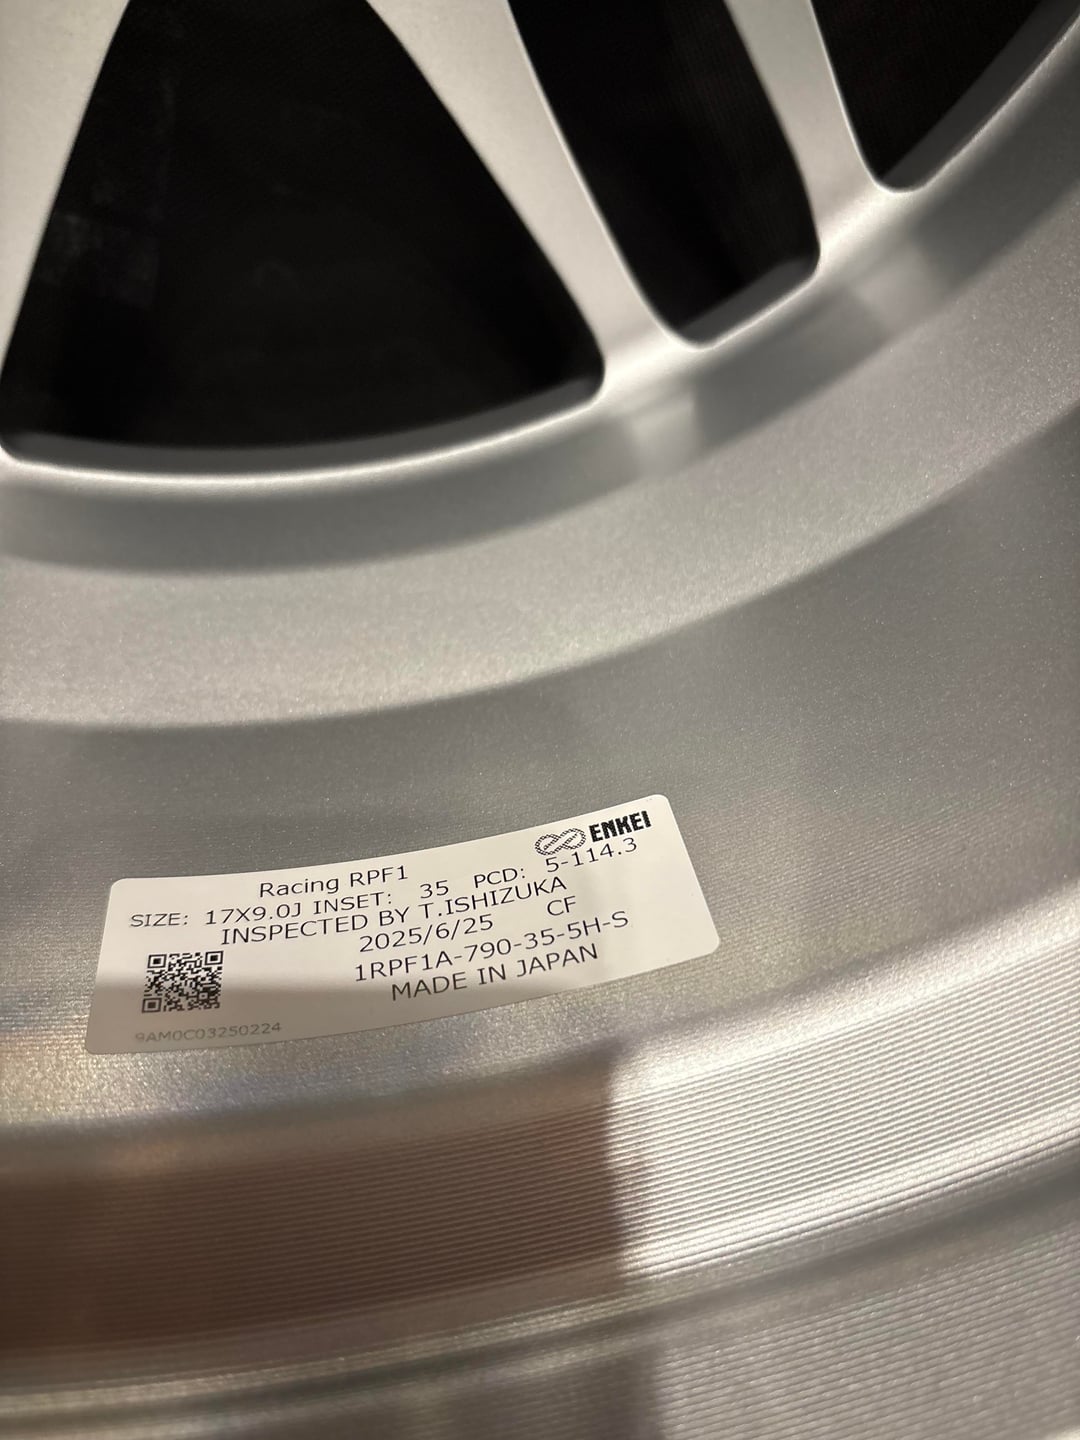 ENKEI
Racing RPF1
SIZE: 17X9.0J INSET: 35 PCD: 5-114.3
INSPECTED BY T.ISHIZUKA
2025/6/25 CF
1RPF1A-790-35-5H-S
MADE IN JAPAN
9AM0C03250224